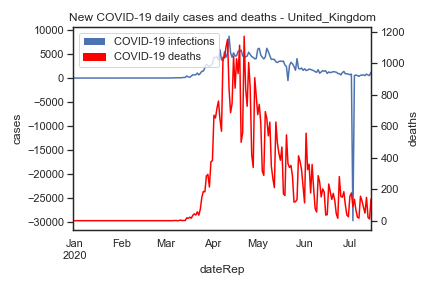 New COVID-19 daily cases and deaths - United_Kingdom
COVID-19 infections
COVID-19 deaths
10000
5000
0
−5000
−10000
−15000
−20000
−25000
−30000
cases
1200
1000
800
600
400
200
0
deaths
Jan Feb Mar Apr May Jun Jul
2020
dateRep